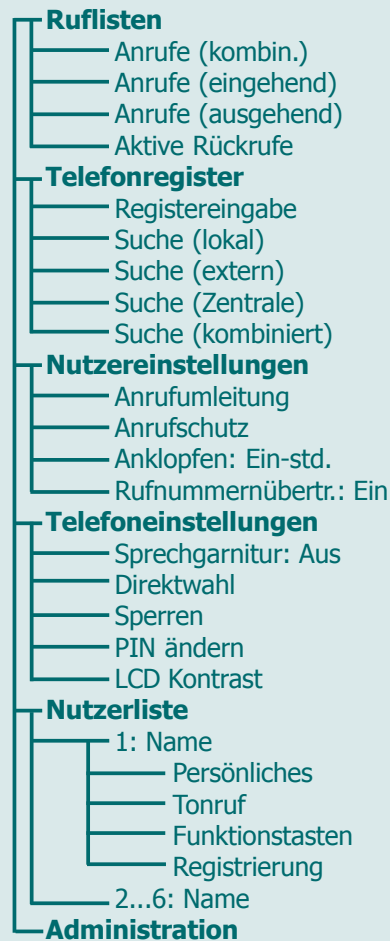 Ruflisten
Anrufe (kombin.)
Anrufe (eingehend)
Anrufe (ausgehend)
Aktive Rückrufe
Telefonregister
Registereingabe
Suche (lokal)
Suche (extern)
Suche (Zentrale)
Suche (kombiniert)
Nutzereinstellungen
Anrufumleitung
Anrufschutz
Anklopfen: Ein-std.
Rufnummernübertr.: Ein
Telefoneinstellungen
Sprechgarnitur: Aus
Direktwahl
Sperren
PIN ändern
LCD Kontrast
Nutzerliste
1: Name
Persönliches
Tonruf
Funktionstasten
Registrierung
2...6: Name
Administration